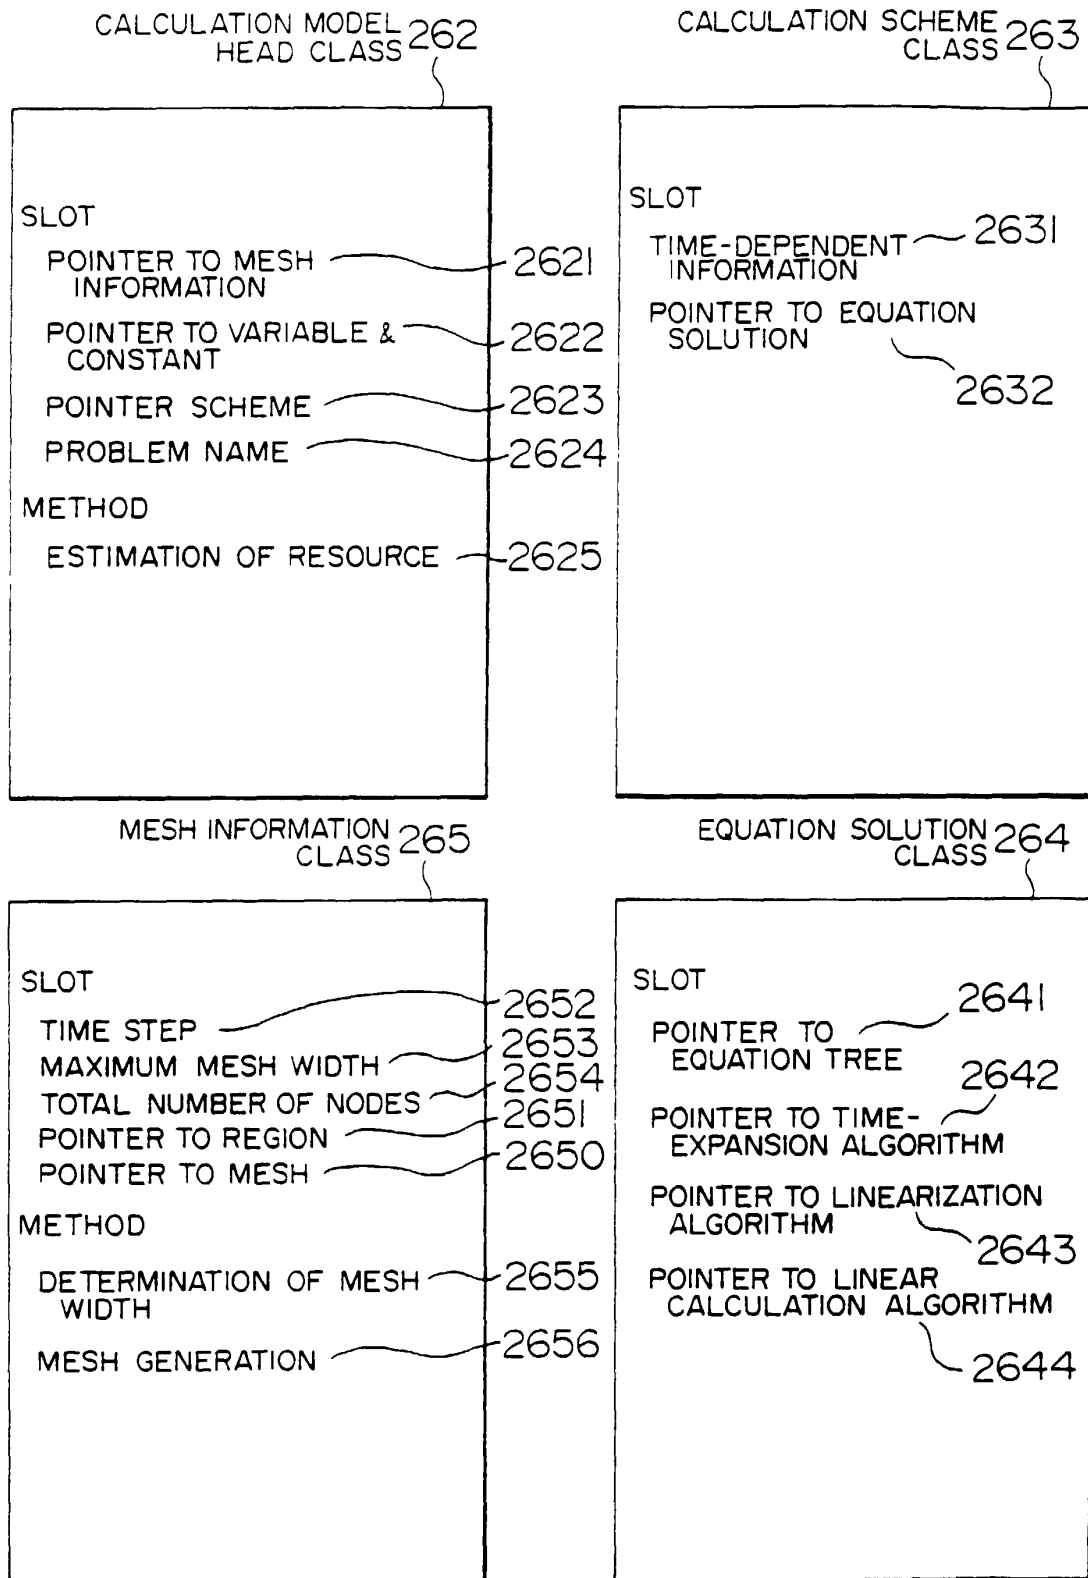 CALCULATION MODEL
HEAD CLASS 262
SLOT
POINTER TO MESH 2621
INFORMATION
POINTER TO VARIABLE & 2622
CONSTANT
POINTER SCHEME 2623
PROBLEM NAME 2624
METHOD
ESTIMATION OF RESOURCE 2625
CALCULATION SCHEME
CLASS 263
SLOT
TIME-DEPENDENT 2631
INFORMATION
POINTER TO EQUATION
SOLUTION
2632
MESH INFORMATION
CLASS 265
SLOT
TIME STEP 2652
MAXIMUM MESH WIDTH 2653
TOTAL NUMBER OF NODES 2654
POINTER TO REGION 2651
POINTER TO MESH 2650
METHOD
DETERMINATION OF MESH 2655
WIDTH
MESH GENERATION 2656
EQUATION SOLUTION
CLASS 264
SLOT
POINTER TO 2641
EQUATION TREE
POINTER TO TIME- 2642
EXPANSION ALGORITHM
POINTER TO LINEARIZATION
ALGORITHM
2643
POINTER TO LINEAR
CALCULATION ALGORITHM
2644